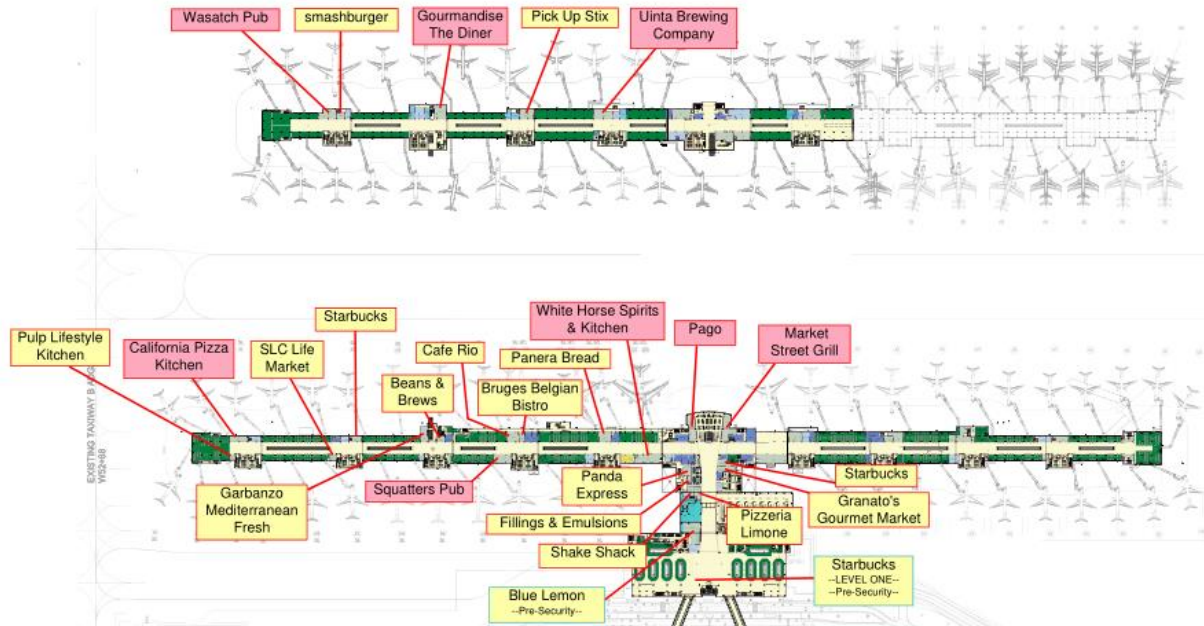 Wasatch Pub
smashburger
Gourmandise
The Diner
Pick Up Stix
Uinta Brewing
Company
Pulp Lifestyle
Kitchen
California Pizza
Kitchen
SLC Life
Market
Starbucks
Beans &
Brews
Cafe Rio
Bruges Belgian
Bistro
Panera Bread
White Horse Spirits
& Kitchen
Pago
Market
Street Grill
EXISTING TAXIWAY B
Garbanzo
Mediterranean
Fresh
Squatters Pub
Panda
Express
Fillings & Emulsions
Shake Shack
Pizzeria
Limone
Starbucks
Granato's
Gourmet Market
Blue Lemon
--Pre-Security--
Starbucks
--LEVEL ONE--
--Pre-Security--